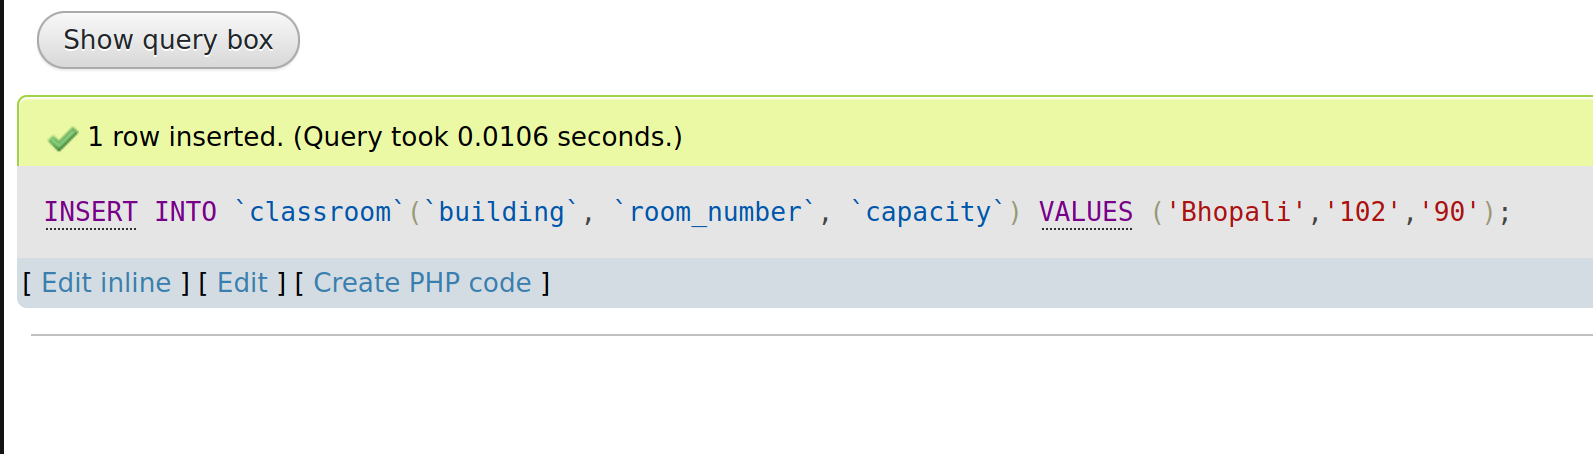 Show query box
1 row inserted. (Query took 0.0106 seconds.)
INSERT INTO `classroom`(`building`, `room_number`, `capacity`) VALUES ('Bhopali','102','90');
[ Edit inline ] [ Edit ] [ Create PHP code ]